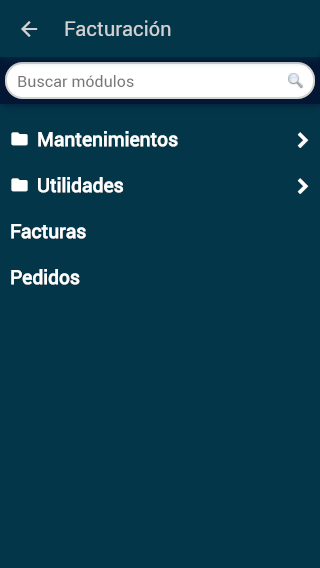 Facturación
Buscar módulos
Mantenimientos
Utilidades
Facturas
Pedidos